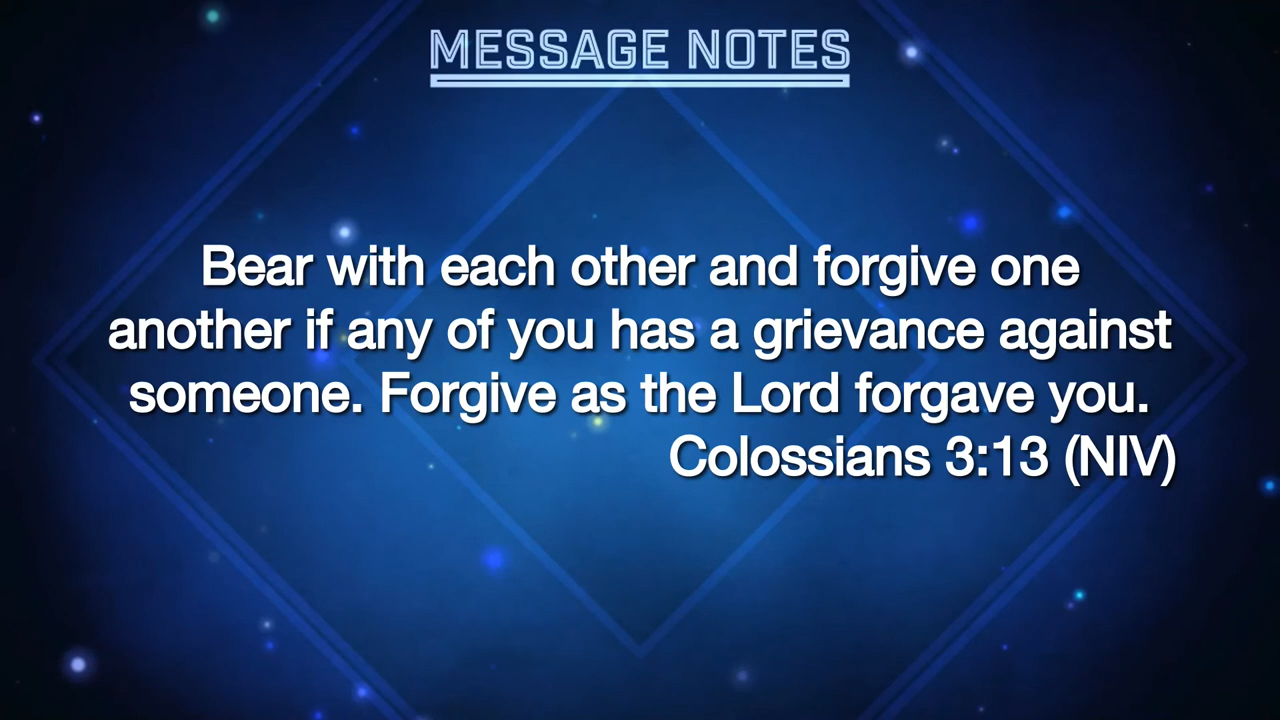 MESSAGE NOTES
Bear with each other and forgive one
another if any of you has a grievance against
someone. Forgive as the Lord forgave you.
Colossians 3:13 (NIV)